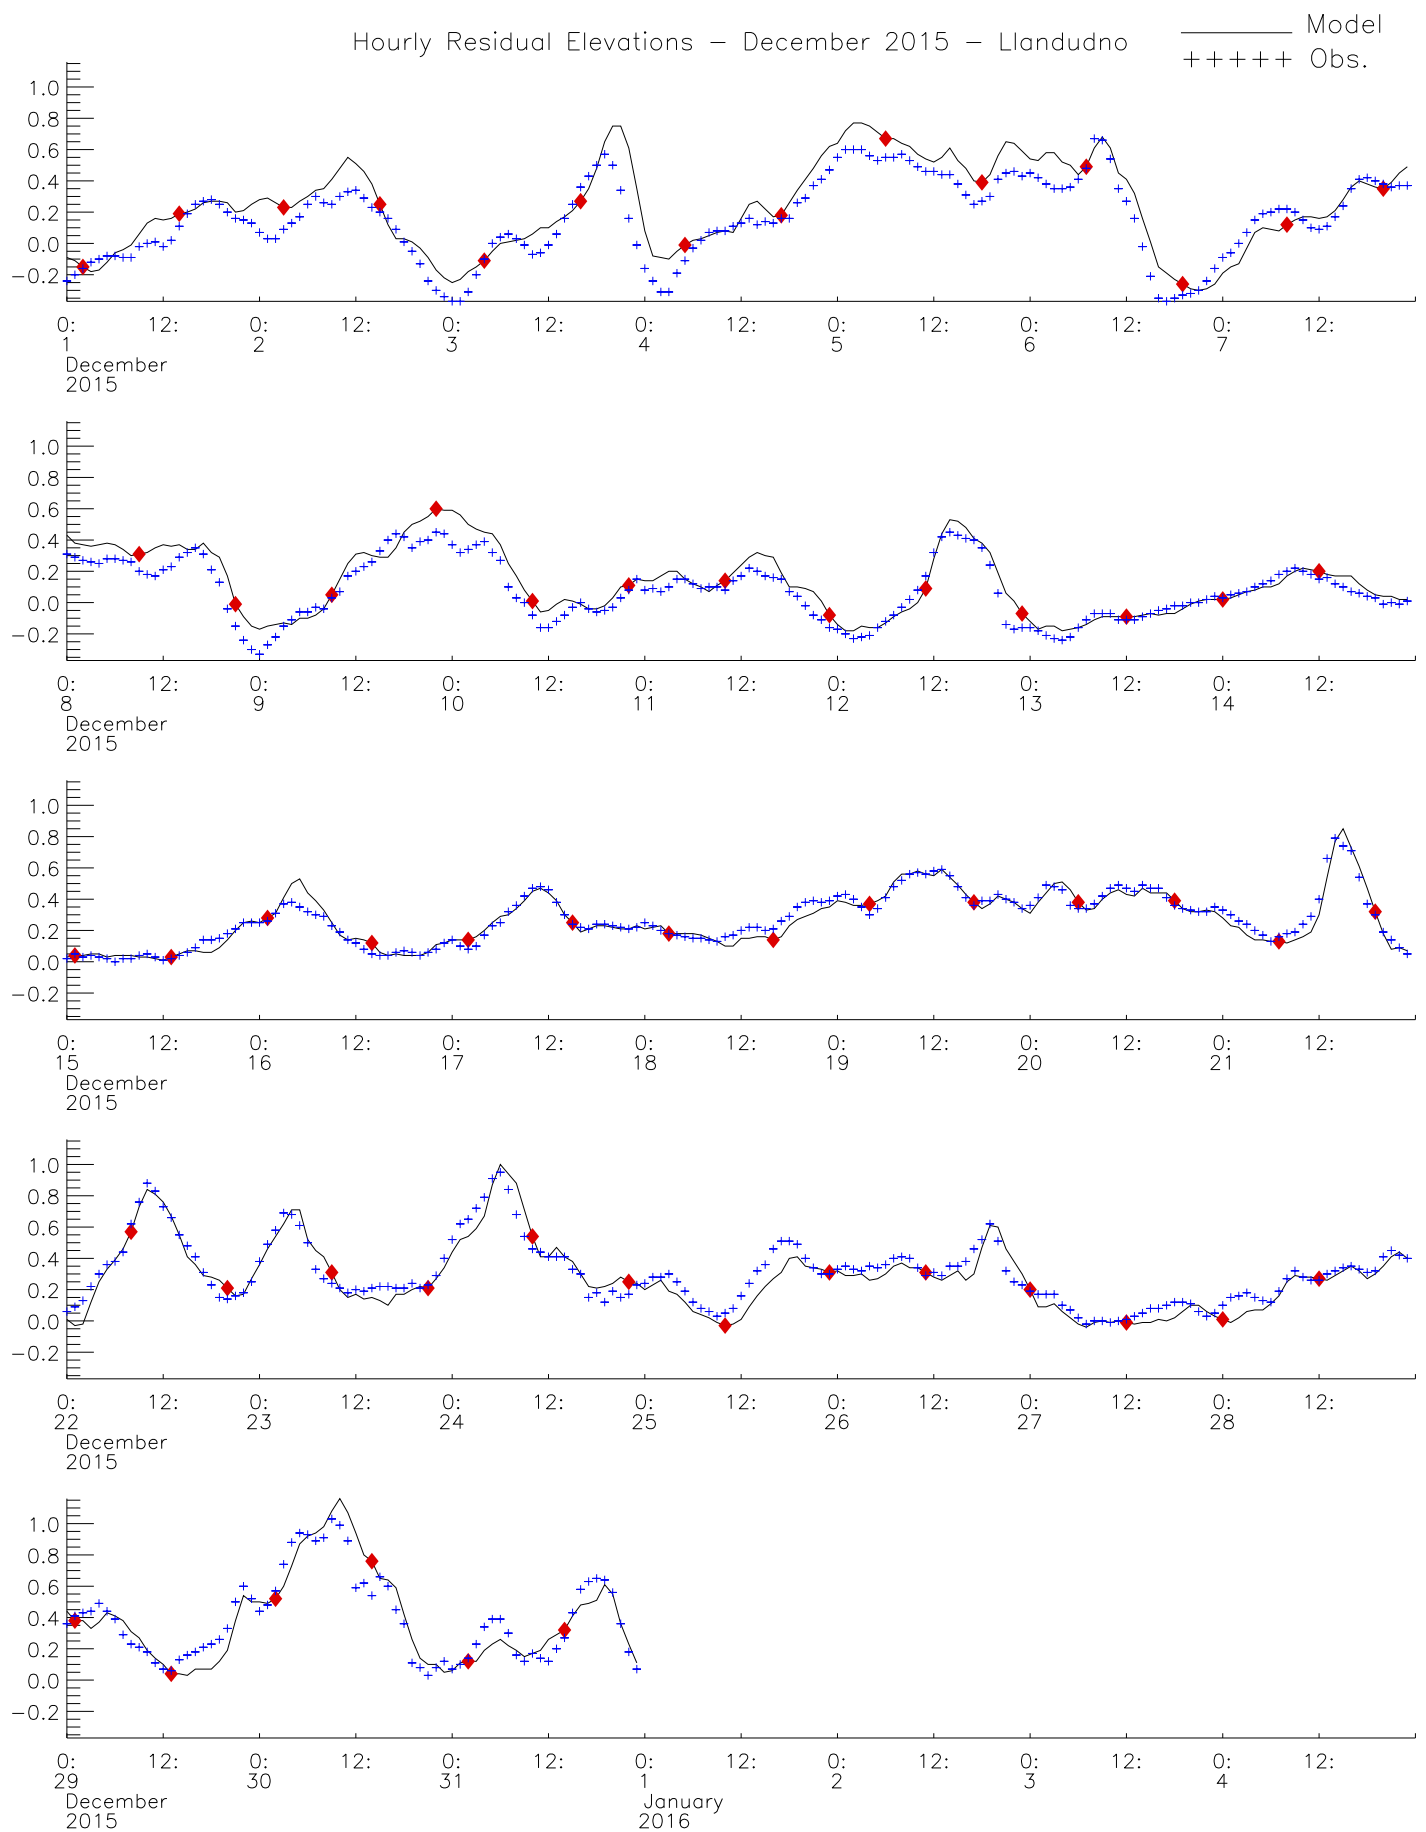 Hourly Residual Elevations − December 2015 − Llandudno
Model
+++++ Obs.
1.0
0.8
0.6
0.4
0.2
0.0
−0.2
0: 12: 0: 12: 0: 12: 0: 12: 0: 12: 0: 12: 0: 12:
1 2 3 4 5 6 7
December
2015
1.0
0.8
0.6
0.4
0.2
0.0
−0.2
0: 12: 0: 12: 0: 12: 0: 12: 0: 12: 0: 12: 0: 12:
8 9 10 11 12 13 14
December
2015
1.0
0.8
0.6
0.4
0.2
0.0
−0.2
0: 12: 0: 12: 0: 12: 0: 12: 0: 12: 0: 12: 0: 12:
15 16 17 18 19 20 21
December
2015
1.0
0.8
0.6
0.4
0.2
0.0
−0.2
0: 12: 0: 12: 0: 12: 0: 12: 0: 12: 0: 12: 0: 12:
22 23 24 25 26 27 28
December
2015
1.0
0.8
0.6
0.4
0.2
0.0
−0.2
0: 12: 0: 12: 0: 12: 0: 12: 0: 12: 0: 12: 0: 12:
29 30 31 1 2 3 4
December January
2015 2016